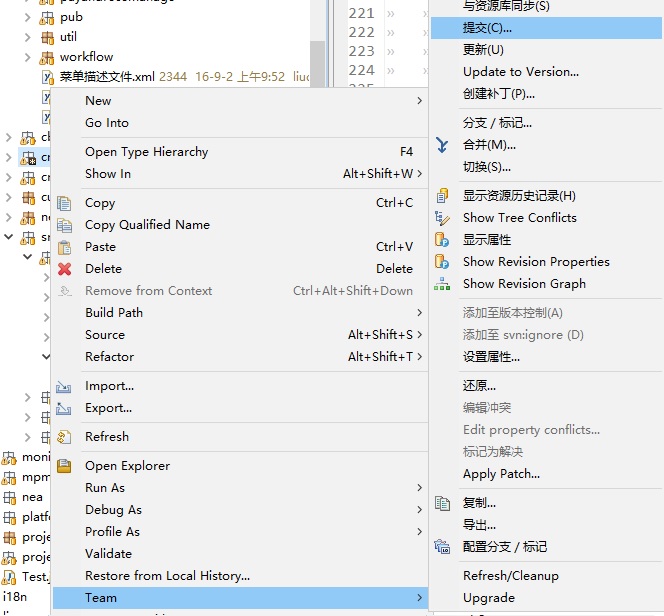 pub
util
workflow
菜单描述文件.xml 2344 16-9-2 上午9:52
221
222
223
224
New
Go Into
Open Type Hierarchy F4
Show In Alt+Shift+W
Copy Ctrl+C
Copy Qualified Name
Paste Ctrl+V
Delete Delete
Remove from Context Ctrl+Alt+Shift+Down
Build Path
Source Alt+Shift+S
Refactor Alt+Shift+T
Import...
Export...
Refresh
Open Explorer
Run As
Debug As
Profile As
Validate
Restore from Local History...
Team
moni
mpm
nea
platfo
proje
proje
Test.j
i18n
与资源库同步(S)
提交(C)...
更新(U)
Update to Version...
创建补丁(P)...
分支 / 标记...
合并(M)...
切换(S)...
显示资源历史记录(H)
Show Tree Conflicts
显示属性
Show Revision Properties
Show Revision Graph
添加至版本控制(A)
添加至 svn:ignore (D)
设置属性...
还原...
编辑冲突
Edit property conflicts...
标记为解决
Apply Patch...
复制...
导出...
配置分支 / 标记
Refresh/Cleanup
Upgrade